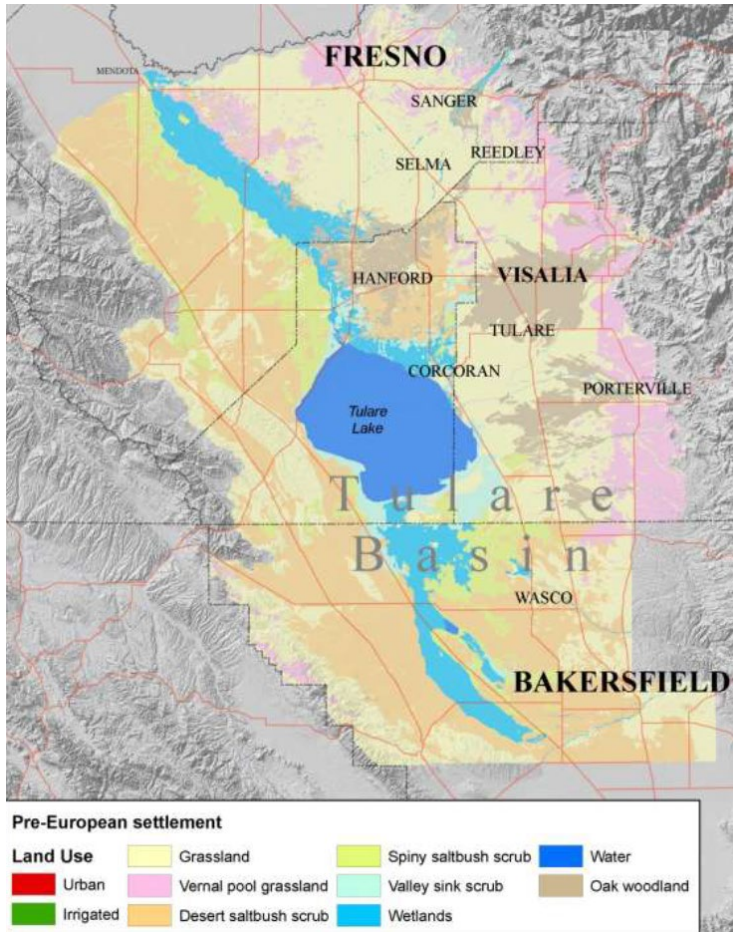 FRESNO
MENDOTA
SANGER
SELMA
REEDLEY
HANFORD
VISALIA
TULARE
CORCORAN
PORTERVILLE
Tulare
Lake
Tulare
Basin
WASCO
BAKERSFIELD
Pre-European settlement
Land Use
Urban
Irrigated
Grassland
Vernal pool grassland
Desert saltbush scrub
Spiny saltbush scrub
Valley sink scrub
Wetlands
Water
Oak woodland